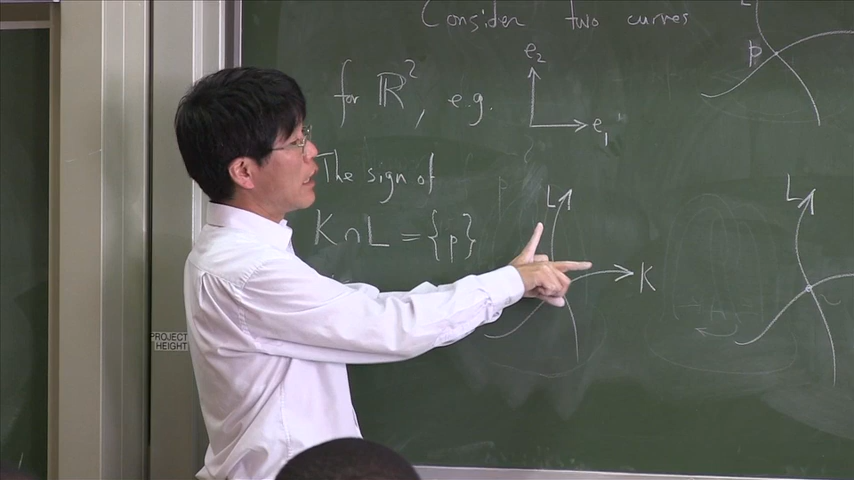 Consider two curves
L
p
for ℝ², e.g.
e₂
e₁
The sign of
K ∩ L = {p}
L
K
L
PROJECT
HEIGHT